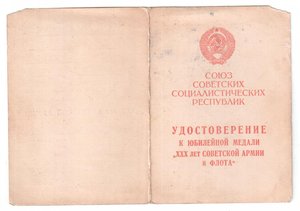 СОЮЗ
СОВЕТСКИХ
СОЦИАЛИСТИЧЕСКИХ
РЕСПУБЛИК
УДОСТОВЕРЕНИЕ
К ЮБИЛЕЙНОЙ МЕДАЛИ
„XXX ЛЕТ СОВЕТСКОЙ АРМИИ
И ФЛОТА“